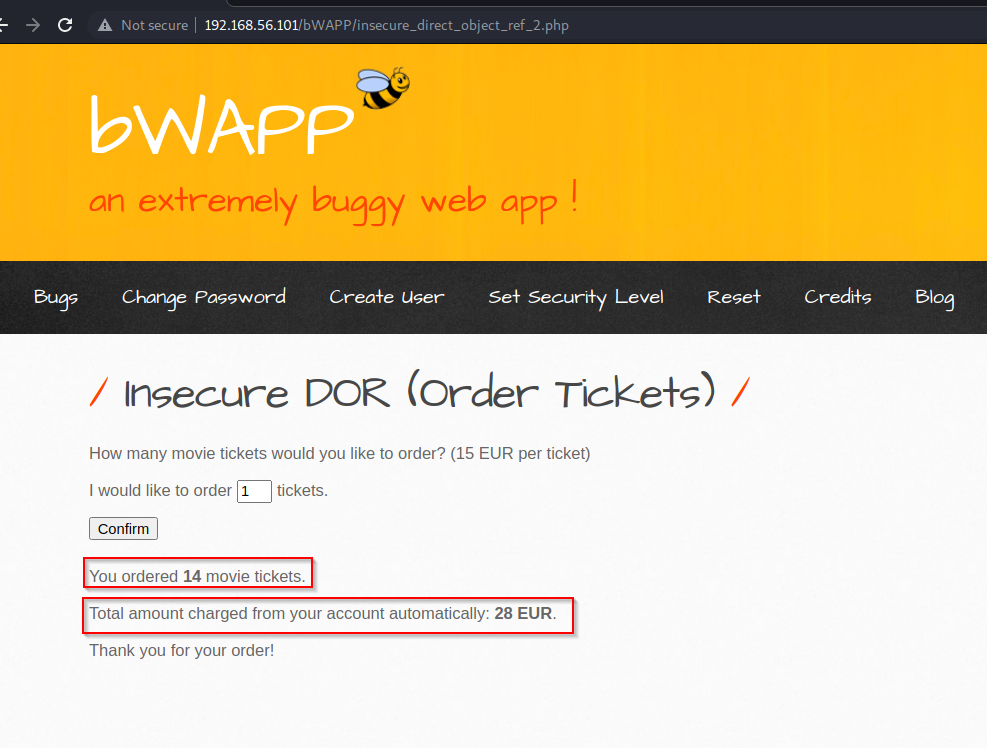 Not secure 192.168.56.101/bWAPP/insecure_direct_object_ref_2.php
bWAPP
an extremely buggy web app !
Bugs Change Password Create User Set Security Level Reset Credits Blog
/ Insecure DOR (Order Tickets) /
How many movie tickets would you like to order? (15 EUR per ticket)
I would like to order 1 tickets.
Confirm
You ordered 14 movie tickets.
Total amount charged from your account automatically: 28 EUR.
Thank you for your order!